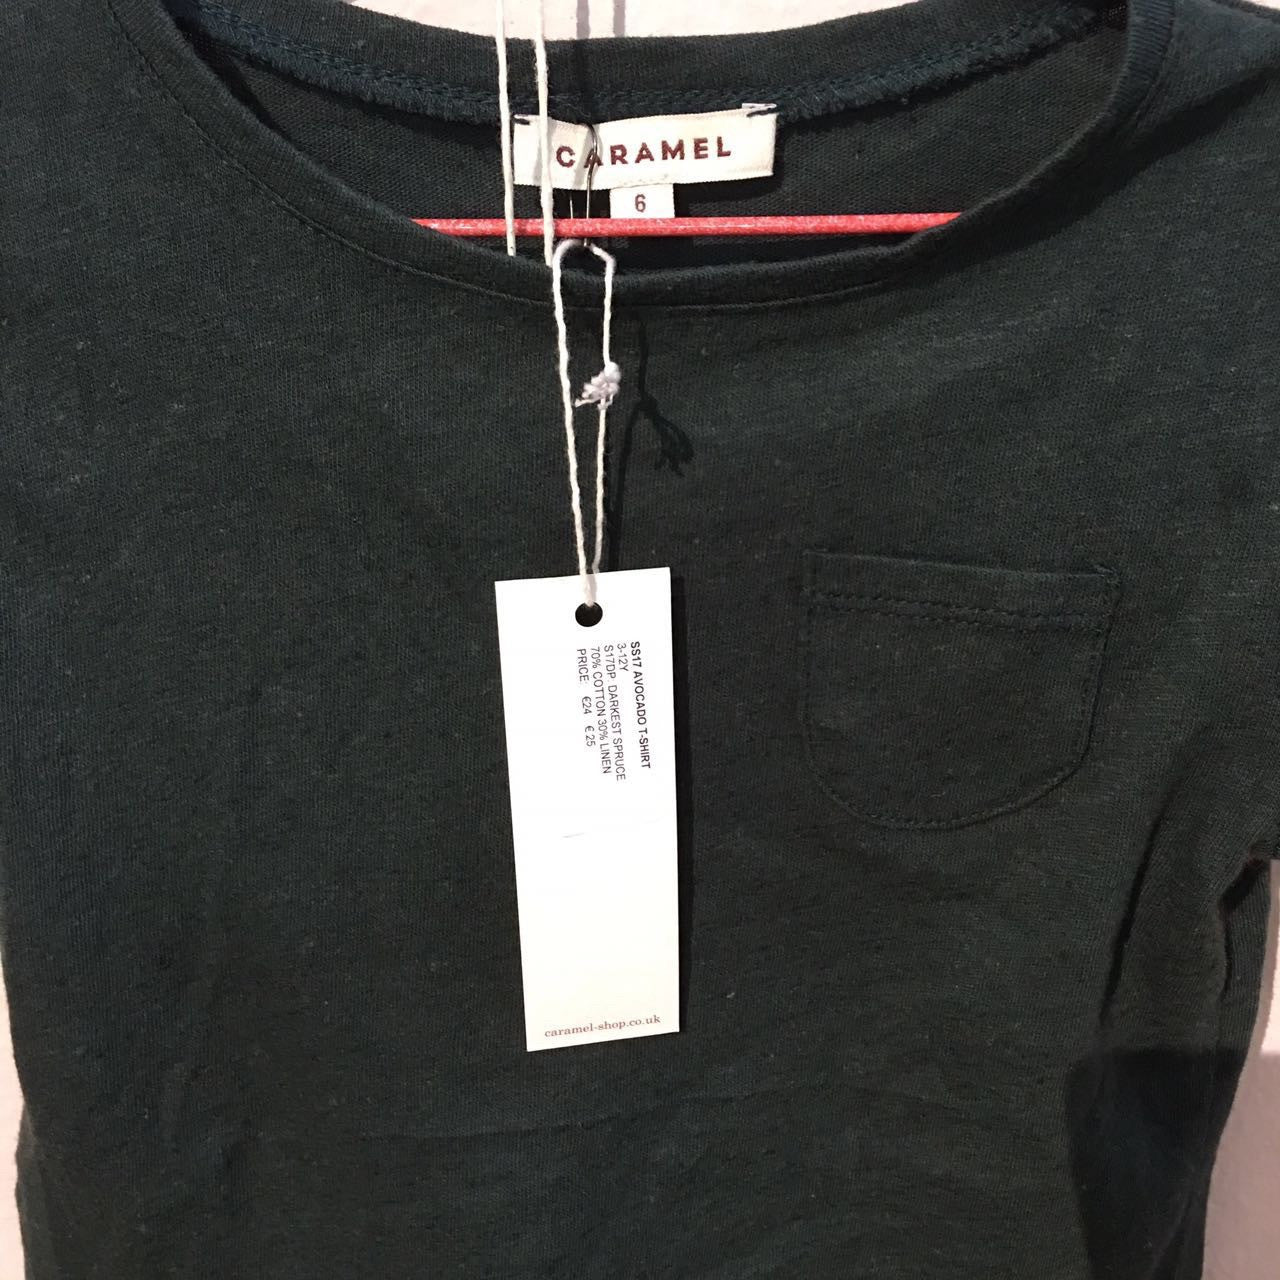 CARAMEL
6
SS17 AVOCADO T-SHIRT
3-12Y
S17DP DARKEST SPRUCE
70% COTTON 30% LINEN
PRICE: €24 € 25
caramel-shop.co.uk